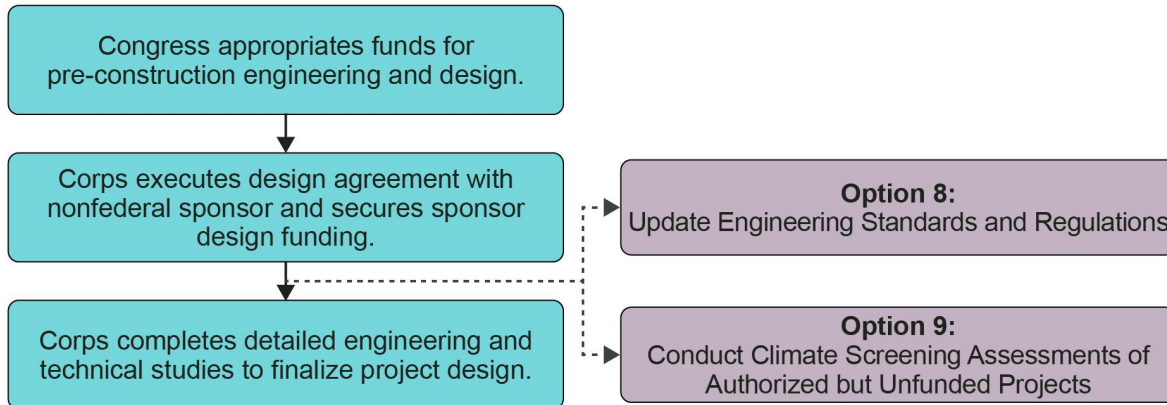 Congress appropriates funds for
pre-construction engineering and design.
Corps executes design agreement with
nonfederal sponsor and secures sponsor
design funding.
Option 8:
Update Engineering Standards and Regulations
Corps completes detailed engineering and
technical studies to finalize project design.
Option 9:
Conduct Climate Screening Assessments of
Authorized but Unfunded Projects